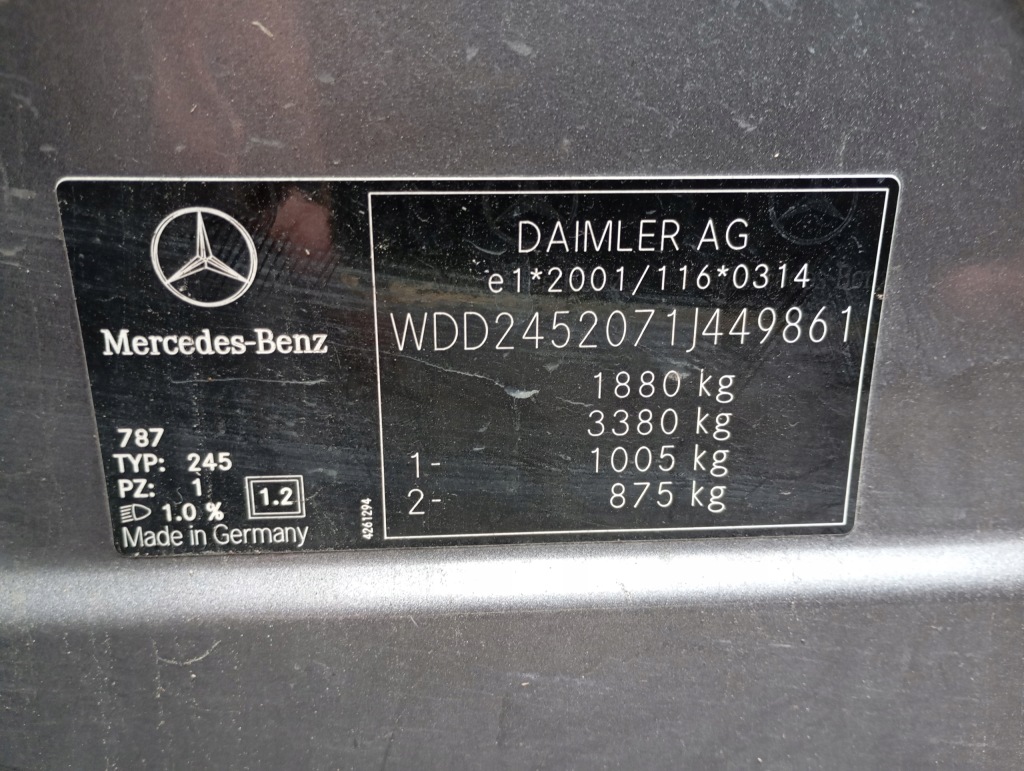 Mercedes-Benz
787
TYP: 245
PZ: 1
1.0 %
1.2
Made in Germany
4261294
DAIMLER AG
e1*2001/116*0314
WDD2452071J449861
1880 kg
3380 kg
1- 1005 kg
2- 875 kg